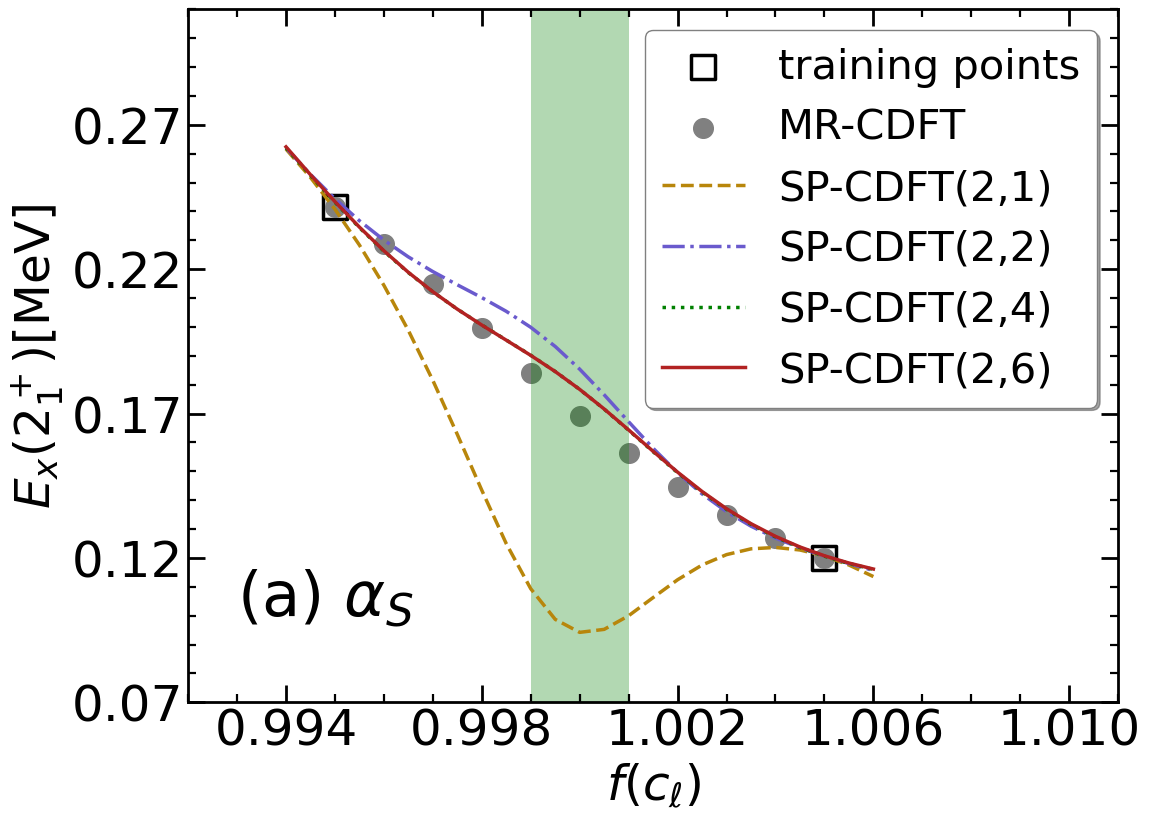 training points
MR-CDFT
SP-CDFT(2,1)
SP-CDFT(2,2)
SP-CDFT(2,4)
SP-CDFT(2,6)
0.27
0.22
0.17
0.12
0.07
Eₓ(2₁⁺)[MeV]
(a) α_S
0.994 0.998 1.002 1.006 1.010
f(c_ℓ)